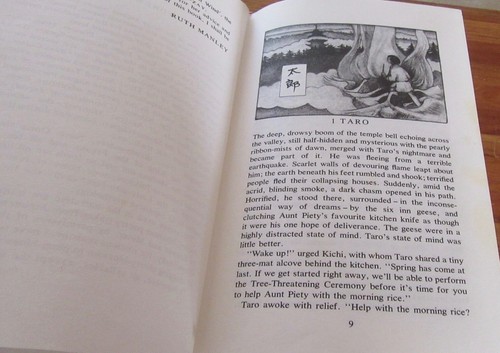 RUTH MANLEY
太
郎
1 TARO
The deep, drowsy boom of the temple bell echoing across
the valley, still half-hidden and mysterious with the pearly
ribbon-mists of dawn, merged with Taro's nightmare and
became part of it. He was fleeing from a terrible
earthquake. Scarlet walls of devouring flame leapt about
him; the earth beneath his feet rumbled and shook; terrified
people fled their collapsing houses. Suddenly, amid the
acrid, blinding smoke, a dark chasm opened in his path.
Horrified, he stood there, surrounded – in the inconse-
quential way of dreams – by the six inn geese, and
clutching Aunt Piety's favourite kitchen knife as though
it were his one hope of deliverance. The geese were in a
highly distracted state of mind. Taro's state of mind was
little better.
"Wake up!" urged Kichi, with whom Taro shared a tiny
three-mat alcove behind the kitchen. "Spring has come at
last. If we get started right away, we'll be able to perform
the Tree-Threatening Ceremony before it's time for you
to help Aunt Piety with the morning rice."
Taro awoke with relief. "Help with the morning rice?
9